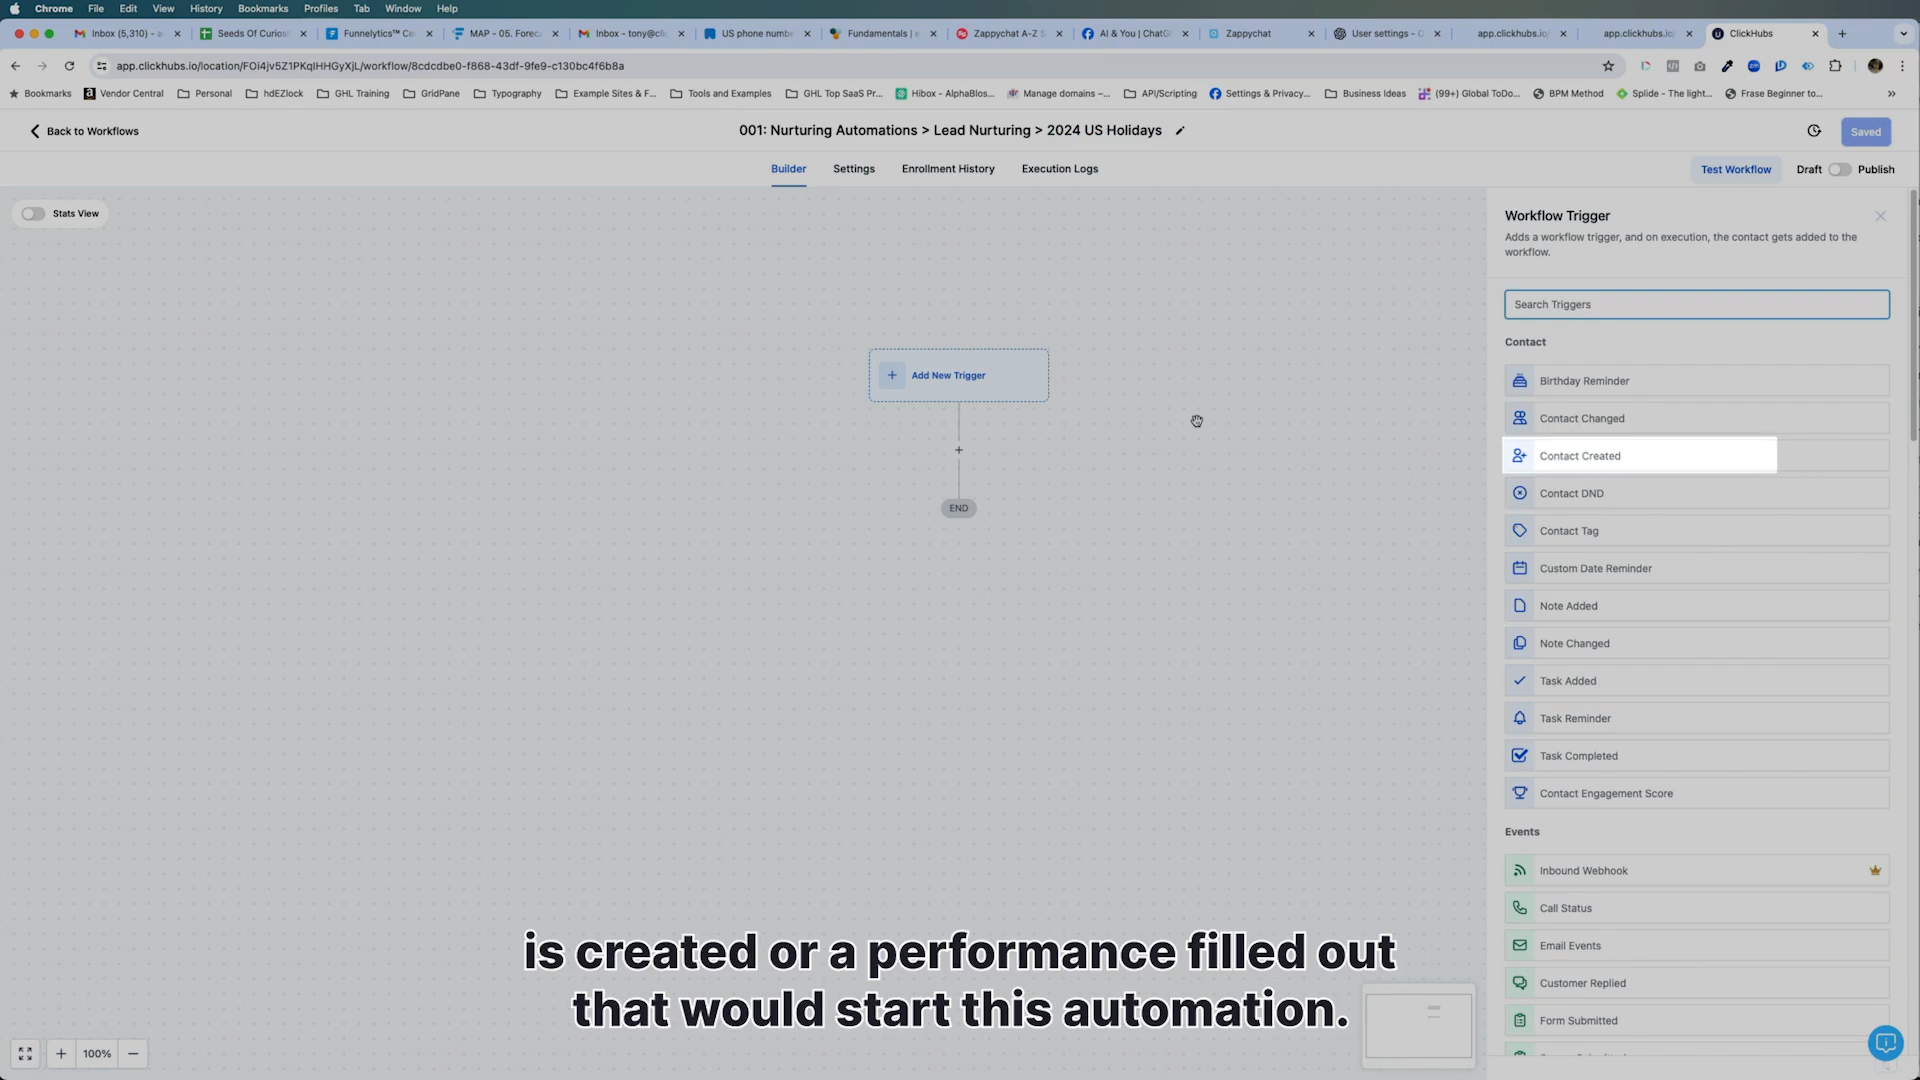 Chrome File Edit View History Bookmarks Profiles Tab Window Help
Inbox (5,310) -
Seeds Of Curios
Funnelytics™ Ce
MAP - 05. Forec
Inbox - tony@clic
US phone numbe
Fundamentals |
Zappychat A-Z S
AI & You | ChatG
Zappychat
User settings - C
app.clickhubs.io/
app.clickhubs.io/
ClickHubs
app.clickhubs.io/location/FOi4jv5Z1PKqIHHGyXjL/workflow/8cdcdbe0-f868-43df-9fe9-c130bc4f6b8a
Bookmarks
Vendor Central
Personal
hdEZlock
GHL Training
GridPane
Typography
Example Sites & F...
Tools and Examples
GHL Top SaaS Pr...
Hibox - AlphaBlos...
Manage domains –...
API/Scripting
Settings & Privacy...
Business Ideas
(99+) Global ToDo...
BPM Method
Splide - The light...
Frase Beginner to...
Back to Workflows
001: Nurturing Automations > Lead Nurturing > 2024 US Holidays
Saved
Builder
Settings
Enrollment History
Execution Logs
Test Workflow
Draft
Publish
Stats View
Add New Trigger
END
Workflow Trigger
Adds a workflow trigger, and on execution, the contact gets added to the
workflow.
Search Triggers
Contact
Birthday Reminder
Contact Changed
Contact Created
Contact DND
Contact Tag
Custom Date Reminder
Note Added
Note Changed
Task Added
Task Reminder
Task Completed
Contact Engagement Score
Events
Inbound Webhook
Call Status
Email Events
Customer Replied
Form Submitted
is created or a performance filled out
that would start this automation.
100%